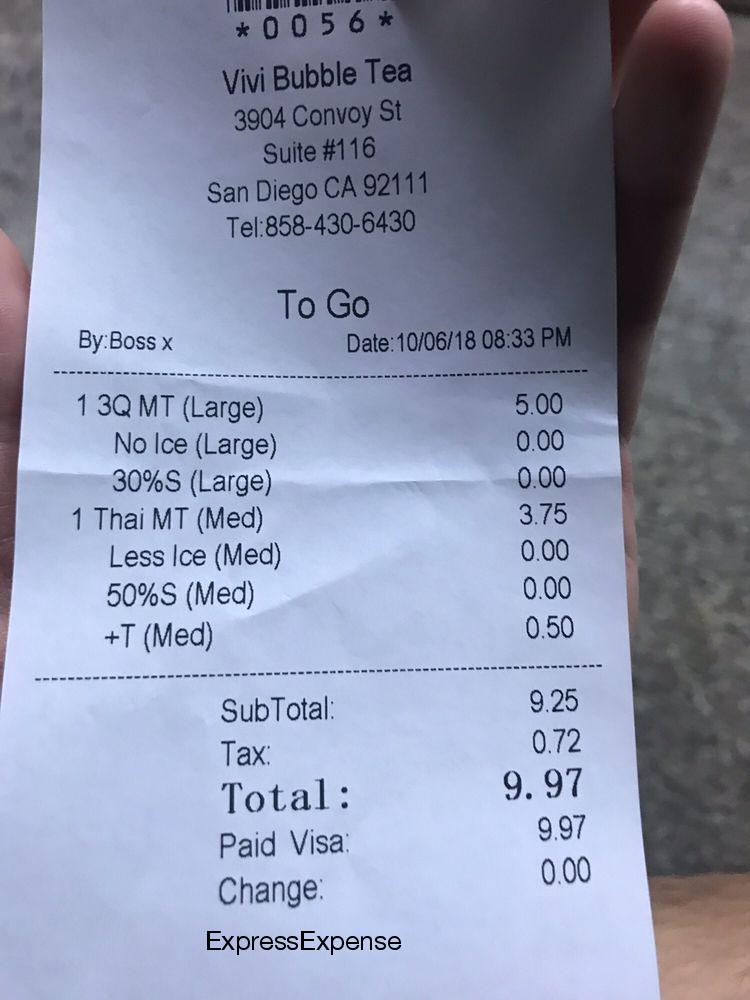 *0056*
Vivi Bubble Tea
3904 Convoy St
Suite #116
San Diego CA 92111
Tel:858-430-6430
To Go
By:Boss x Date:10/06/18 08:33 PM
1 3Q MT (Large) 5.00
No Ice (Large) 0.00
30%S (Large) 0.00
1 Thai MT (Med) 3.75
Less Ice (Med) 0.00
50%S (Med) 0.00
+T (Med) 0.50
SubTotal: 9.25
Tax: 0.72
Total: 9.97
Paid Visa: 9.97
Change: 0.00
ExpressExpense